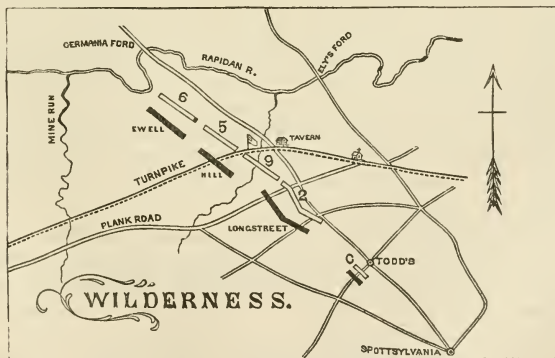 GERMANIA FORD
RAPIDAN R.
ELY'S FORD
MINE RUN
6
EWELL
5
TAVERN
9
HILL
TURNPIKE
2
PLANK ROAD
LONGSTREET
C
TODD'S
WILDERNESS.
SPOTTSYLVANIA